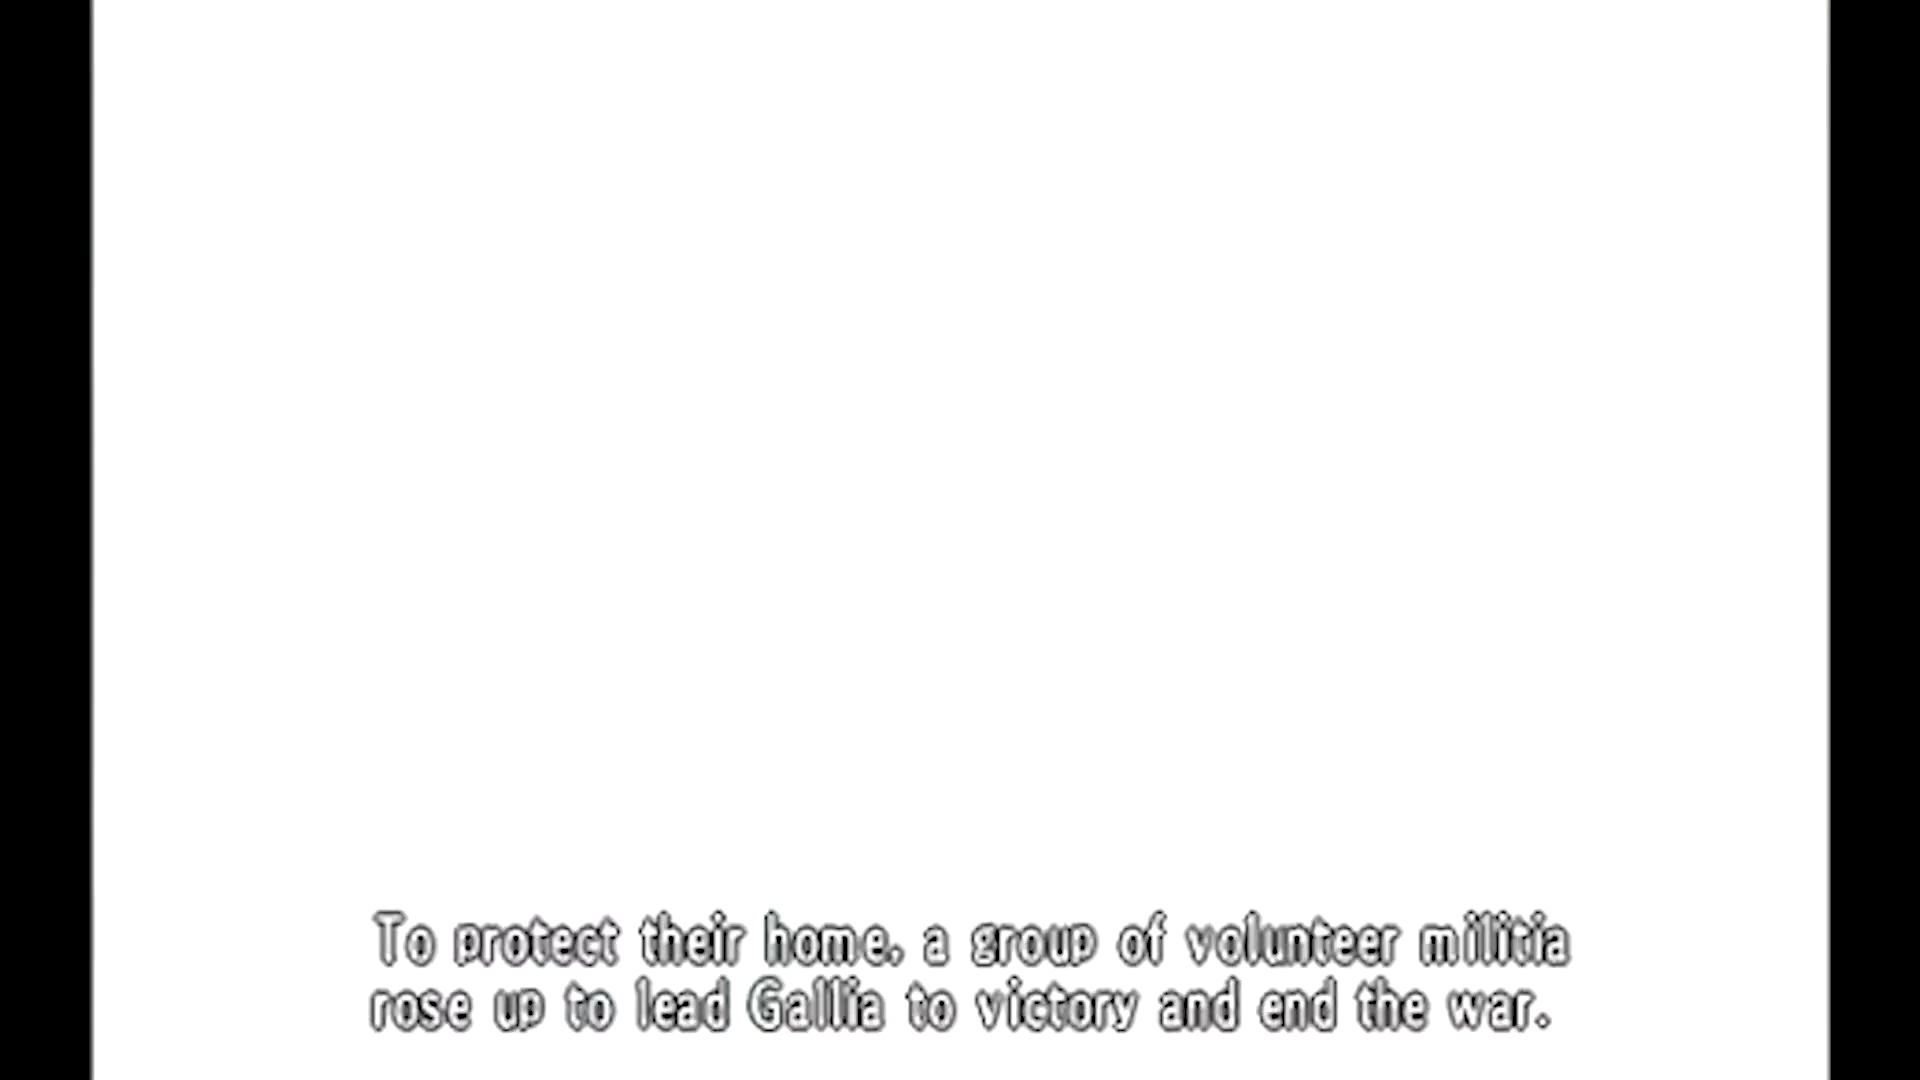 To protect their home, a group of volunteer militia
rose up to lead Gallia to victory and end the war.